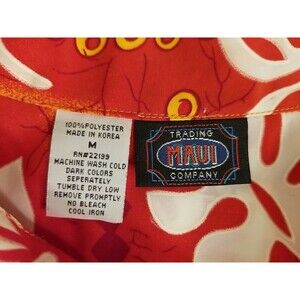 100%POLYESTER
MADE IN KOREA
M
RN#22199
MACHINE WASH COLD
DARK COLORS
SEPERATELY
TUMBLE DRY LOW
REMOVE PROMPTLY
NO BLEACH
COOL IRON
TRADING
MAUI
COMPANY